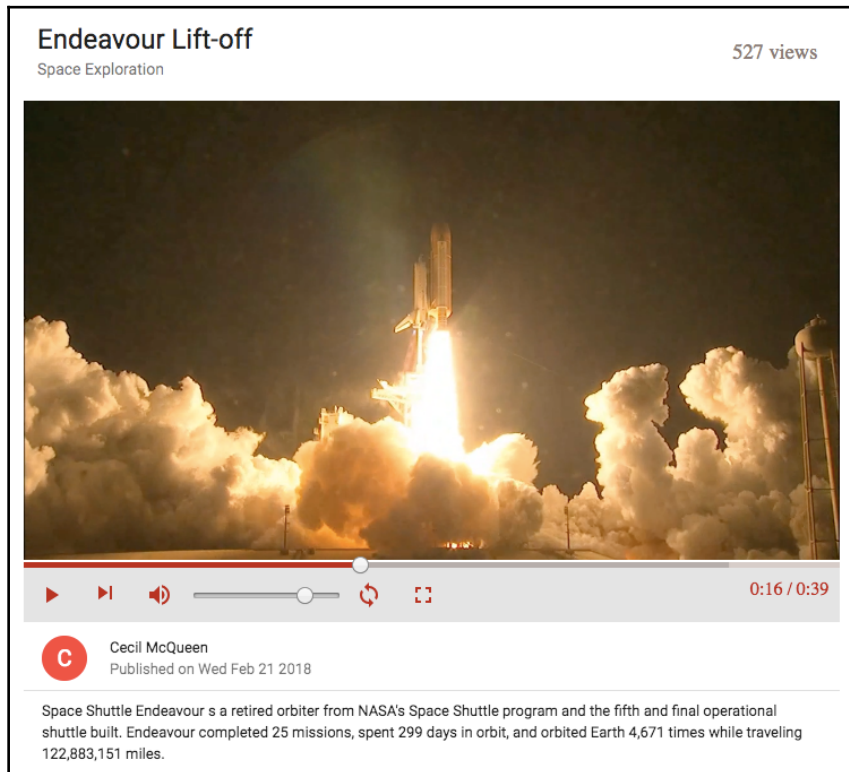 Endeavour Lift-off
527 views
Space Exploration
0:16 / 0:39
C
Cecil McQueen
Published on Wed Feb 21 2018
Space Shuttle Endeavour s a retired orbiter from NASA's Space Shuttle program and the fifth and final operational
shuttle built. Endeavour completed 25 missions, spent 299 days in orbit, and orbited Earth 4,671 times while traveling
122,883,151 miles.